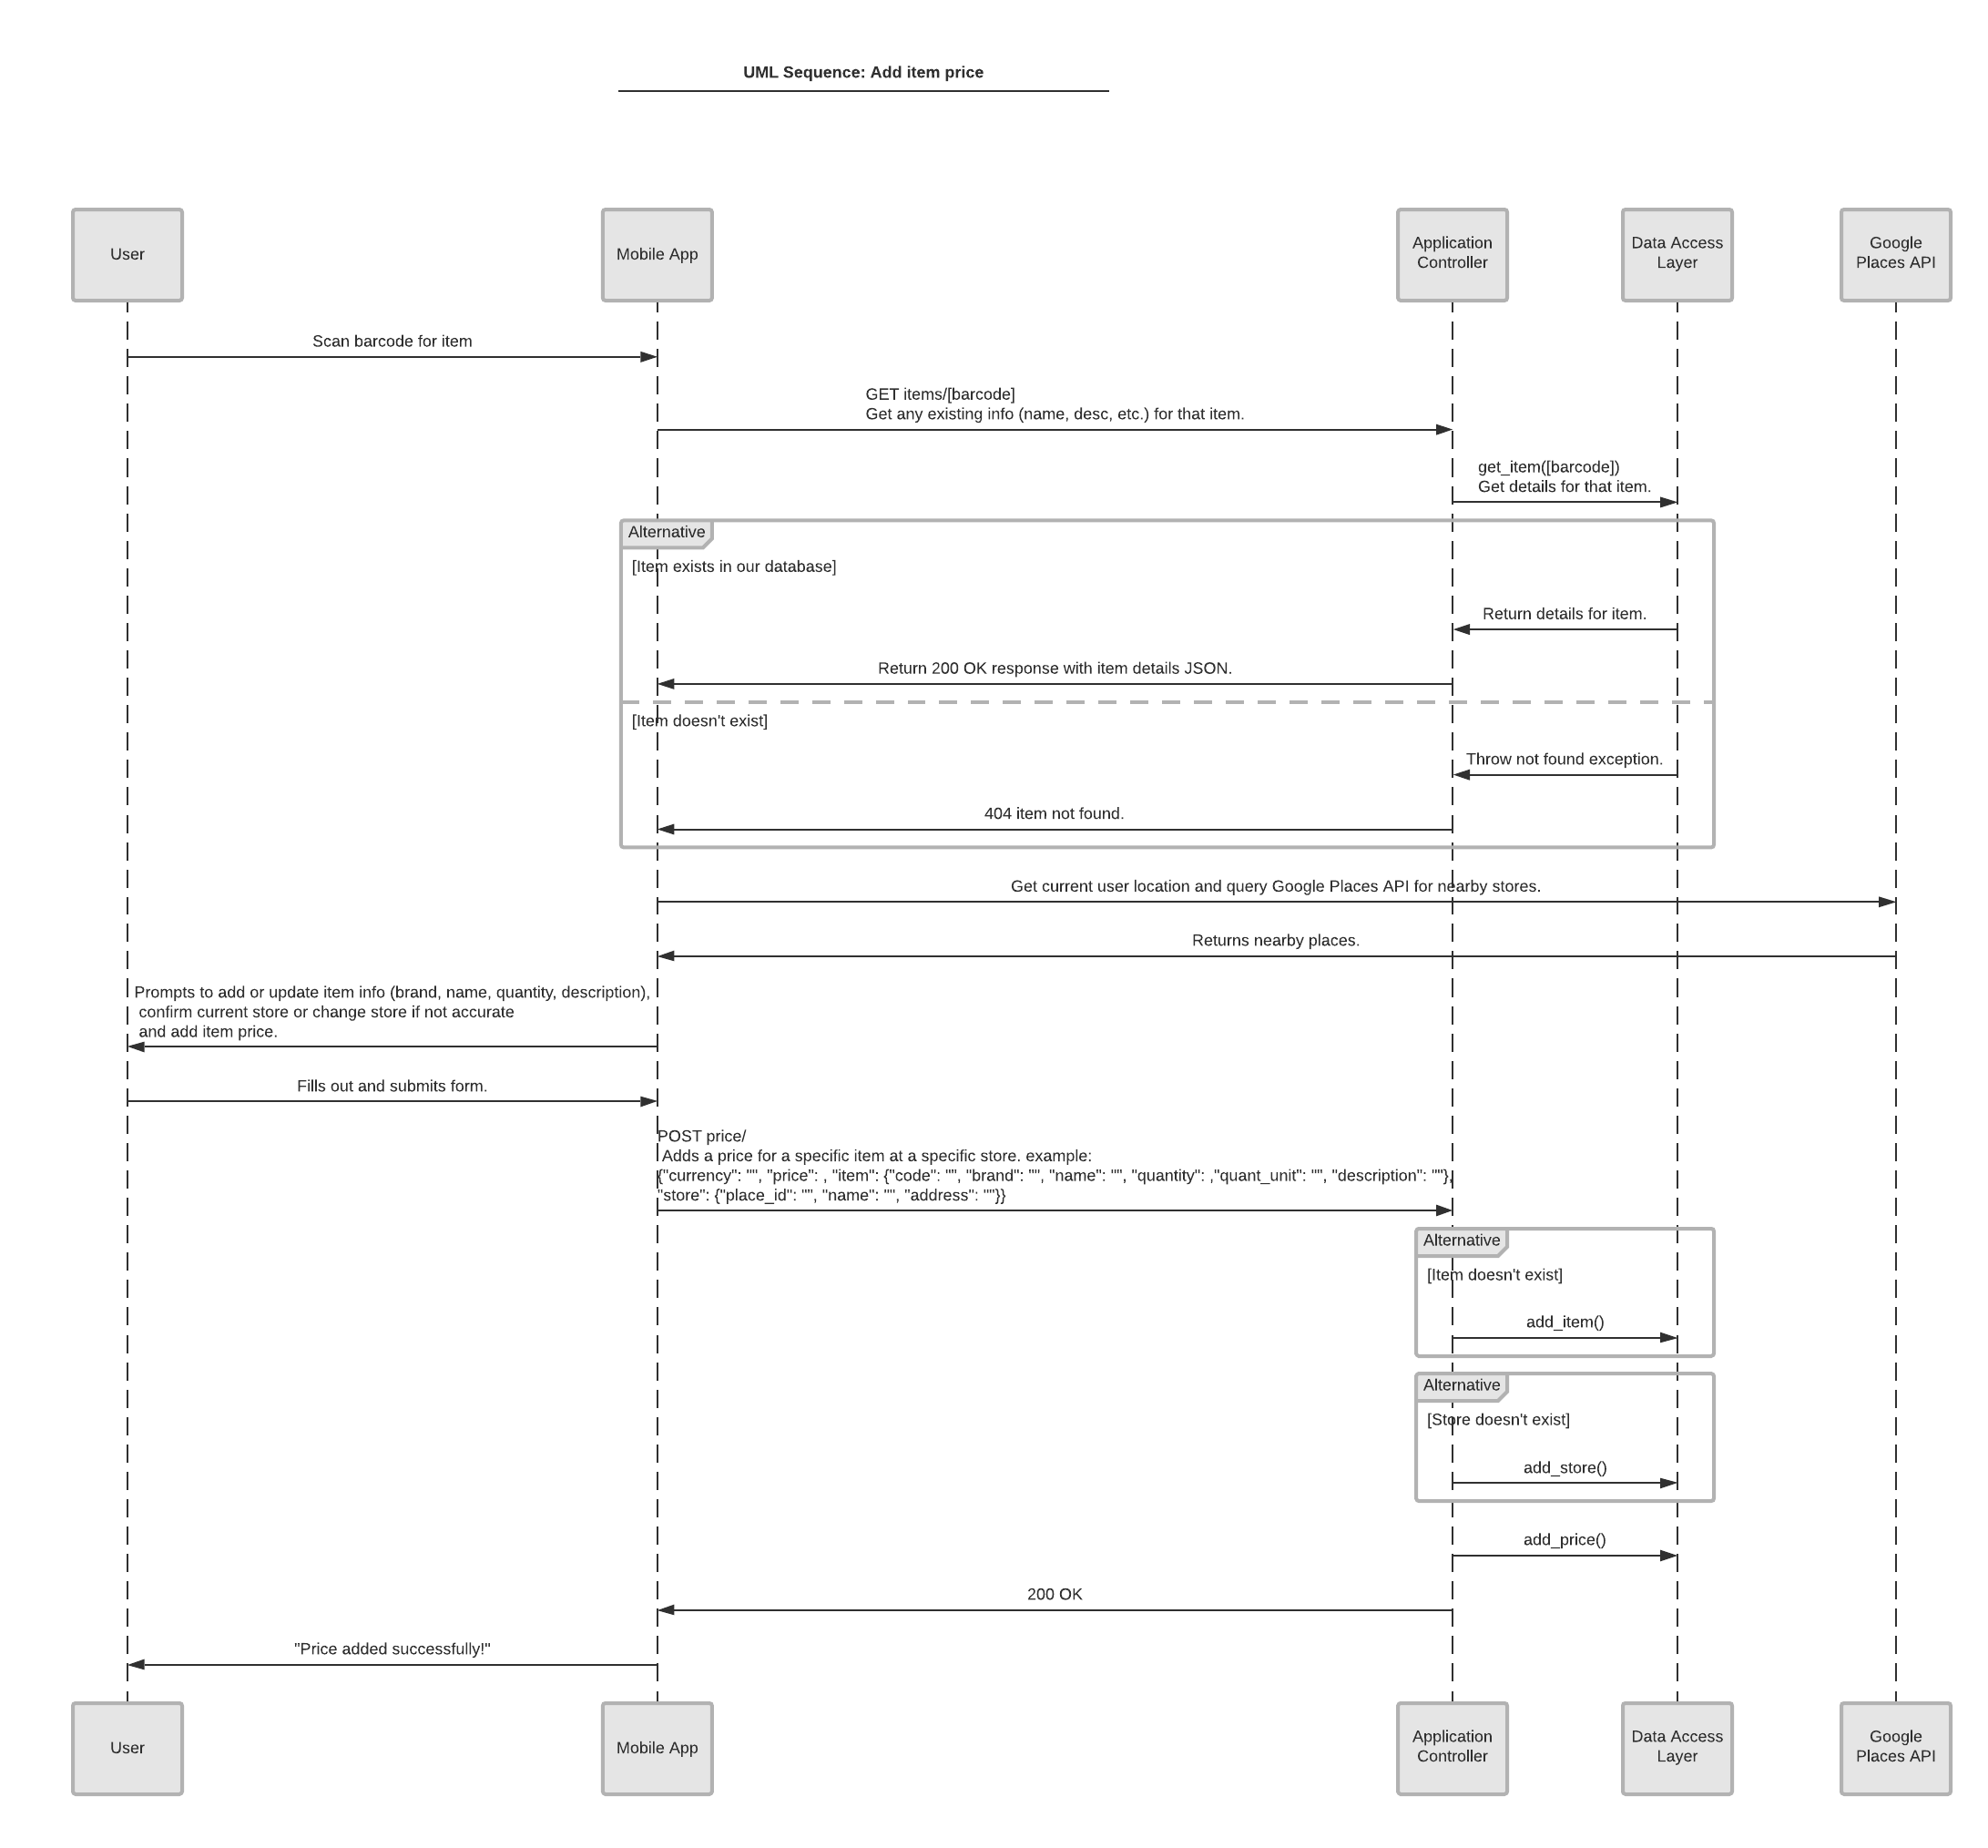 UML Sequence: Add item price
User
Mobile App
Application
Controller
Data Access
Layer
Google
Places API
Scan barcode for item
GET items/[barcode]
Get any existing info (name, desc, etc.) for that item.
get_item([barcode])
Get details for that item.
Alternative
[Item exists in our database]
Return details for item.
Return 200 OK response with item details JSON.
[Item doesn't exist]
Throw not found exception.
404 item not found.
Get current user location and query Google Places API for nearby stores.
Returns nearby places.
Prompts to add or update item info (brand, name, quantity, description),
confirm current store or change store if not accurate
and add item price.
Fills out and submits form.
POST price/
Adds a price for a specific item at a specific store. example:
{"currency": "", "price": , "item": {"code": "", "brand": "", "name": "", "quantity": ,"quant_unit": "", "description": ""},
"store": {"place_id": "", "name": "", "address": ""}}
Alternative
[Item doesn't exist]
add_item()
Alternative
[Store doesn't exist]
add_store()
add_price()
200 OK
"Price added successfully!"
User
Mobile App
Application
Controller
Data Access
Layer
Google
Places API